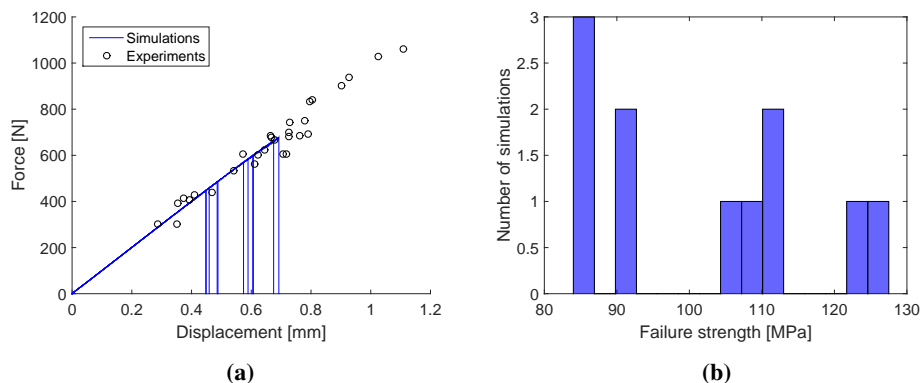 Force [N]
1200
1000
800
600
400
200
0
Simulations
Experiments
0 0.2 0.4 0.6 0.8 1 1.2
Displacement [mm]
(a)
Number of simulations
3
2.5
2
1.5
1
0.5
0
80 90 100 110 120 130
Failure strength [MPa]
(b)